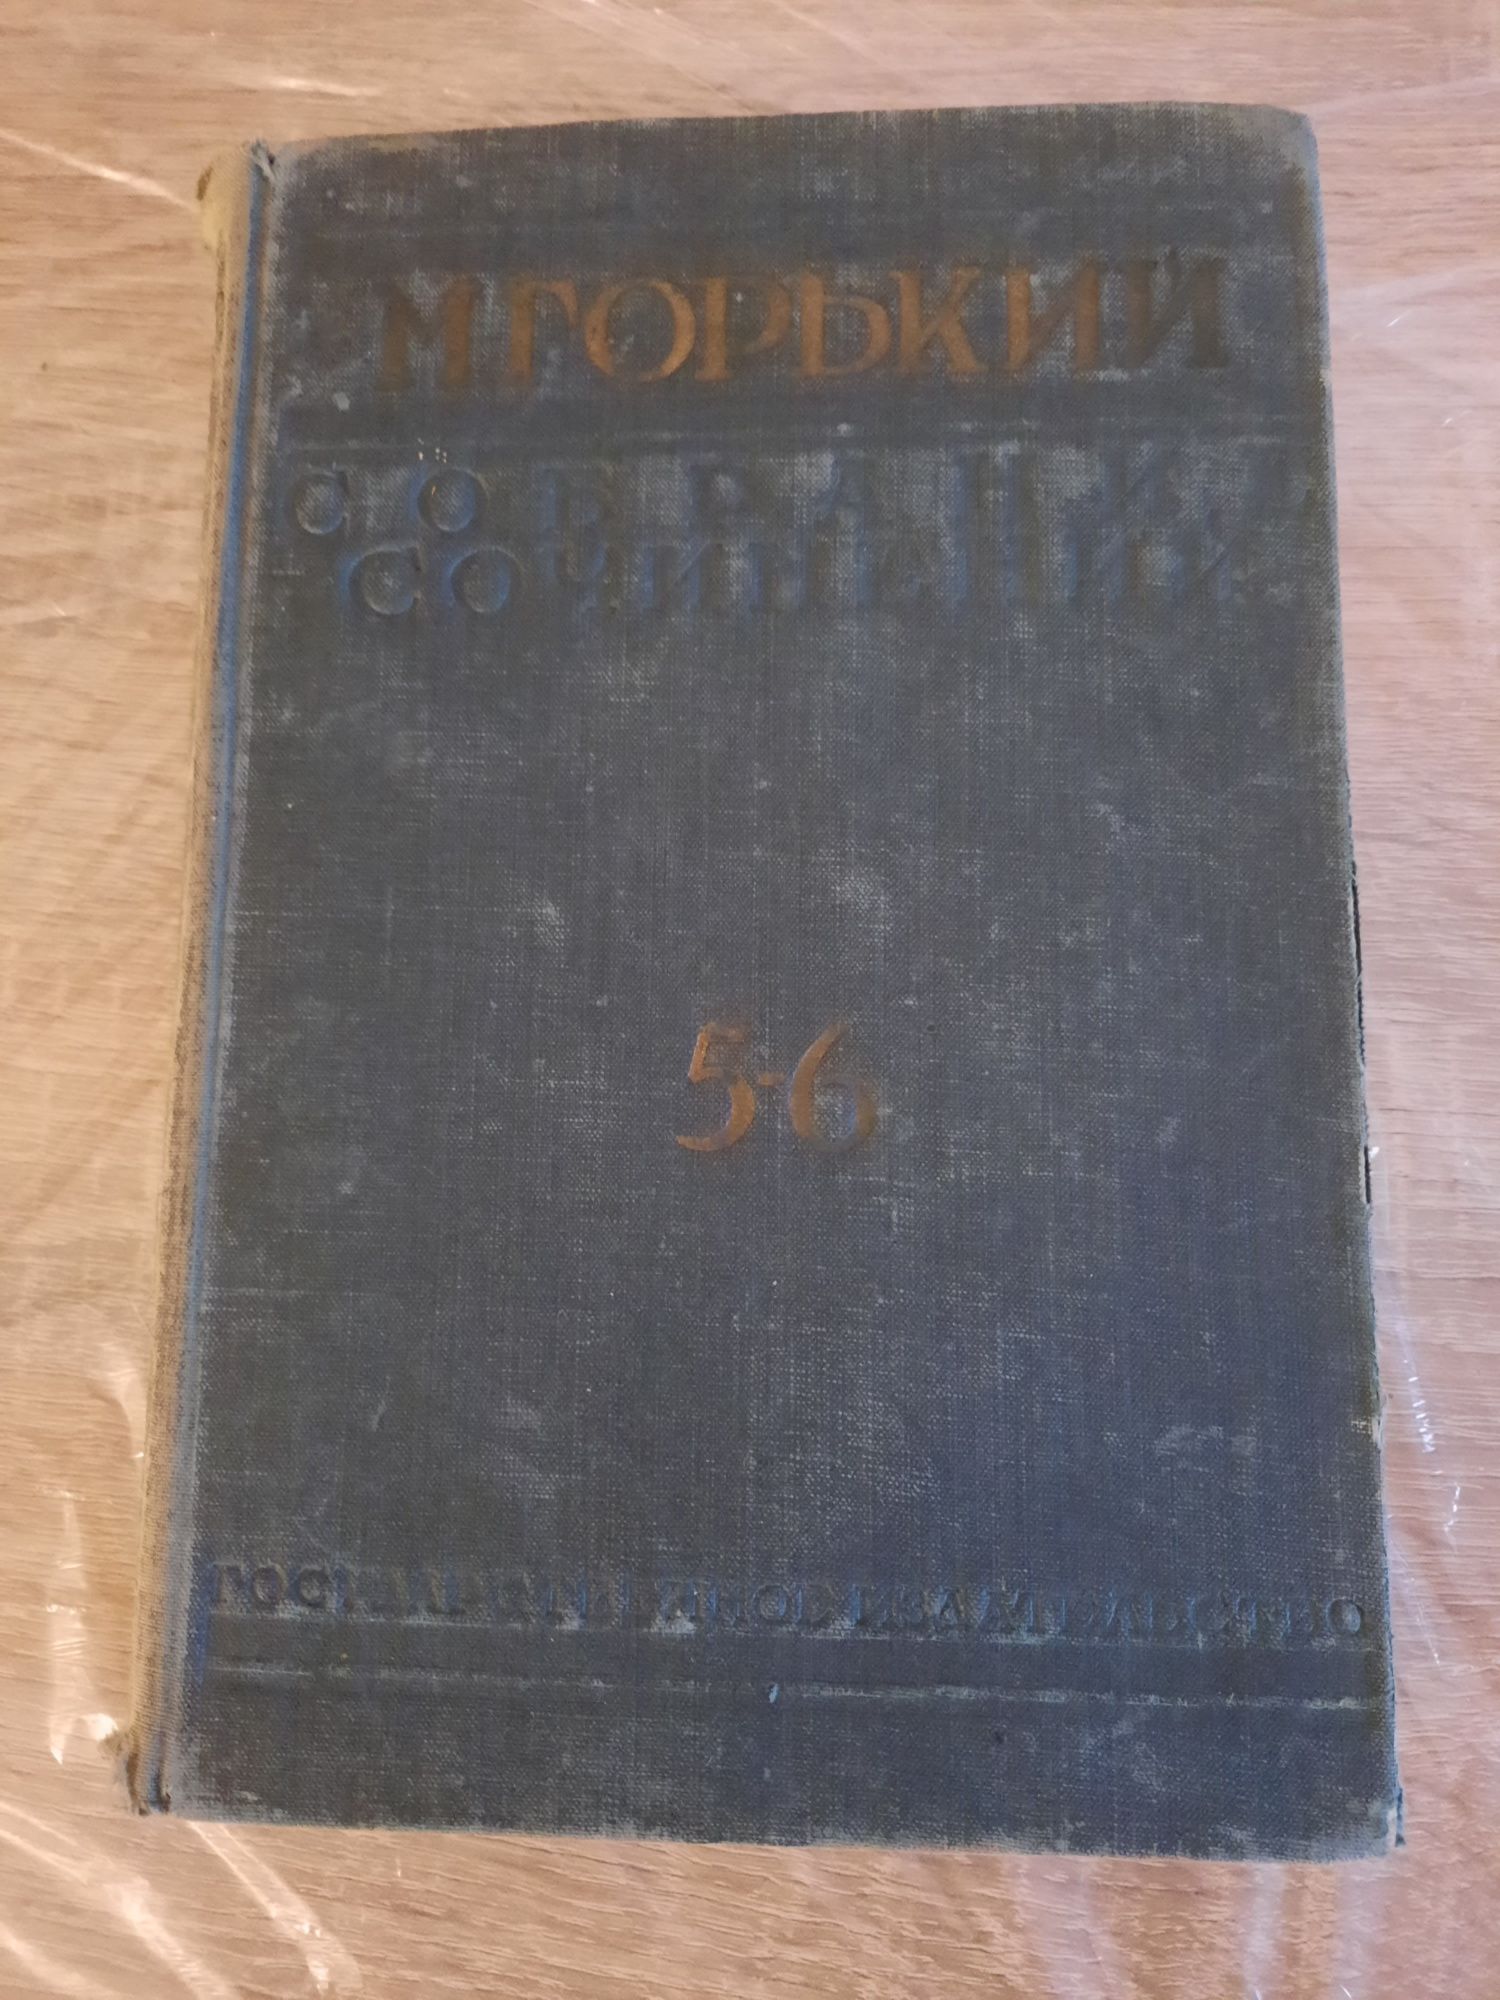 М ГОРЬКИЙ
СОБРАНИЕ
СОЧИНЕНИЙ
5-6
ГОСУДАРСТВЕННОЕ ИЗДАТЕЛЬСТВО